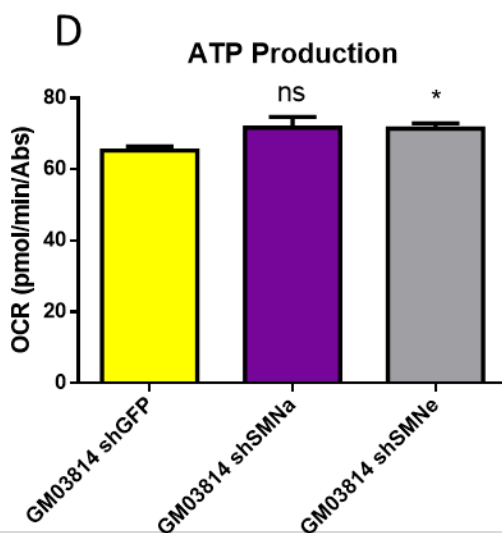 D
ATP Production
ns
*
OCR (pmol/min/Abs)
80
60
40
20
0
GM03814 shGFP
GM03814 shSMNa
GM03814 shSMNe